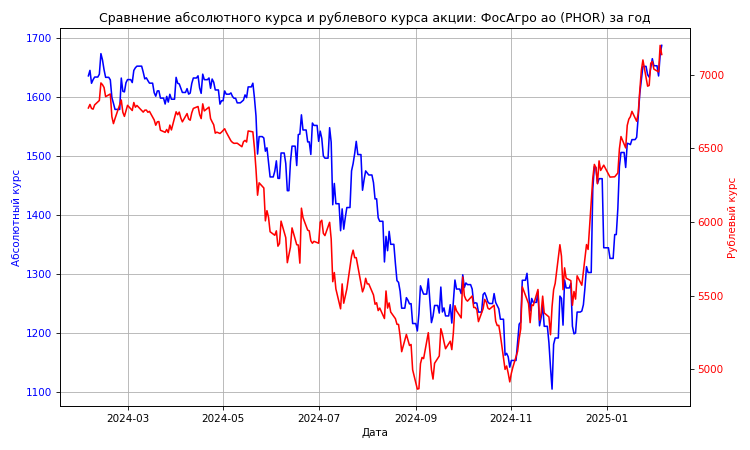 Сравнение абсолютного курса и рублевого курса акции: ФосАгро ао (PHOR) за год
1700
1600
1500
1400
1300
1200
1100
Абсолютный курс
7000
6500
6000
5500
5000
Рублевый курс
2024-03 2024-05 2024-07 2024-09 2024-11 2025-01
Дата